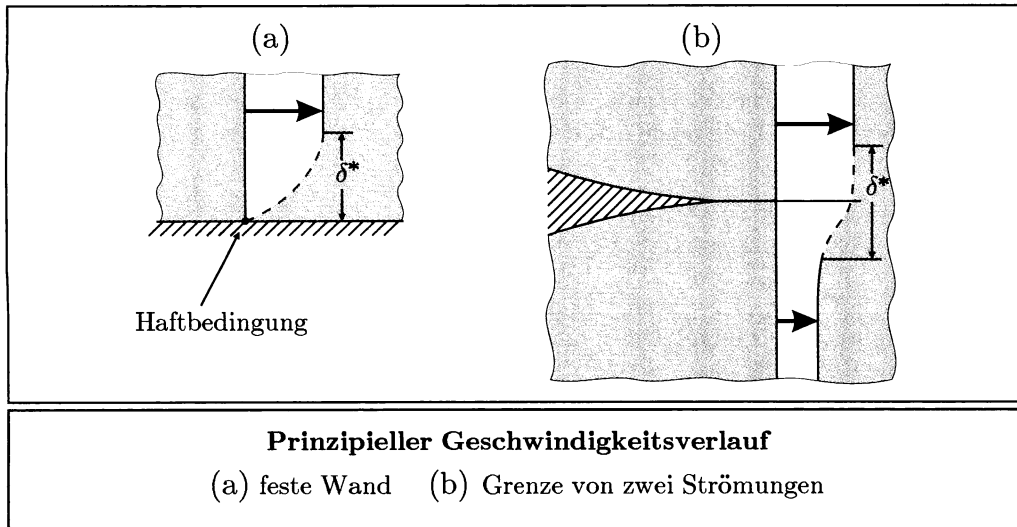 (a)
(b)
δ*
δ*
Haftbedingung
Prinzipieller Geschwindigkeitsverlauf
(a) feste Wand (b) Grenze von zwei Strömungen